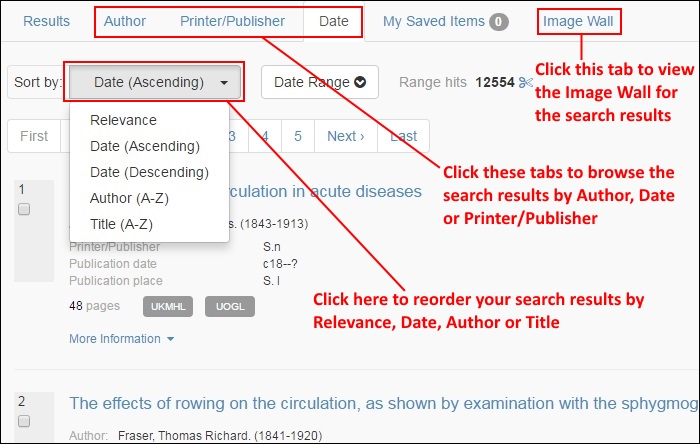 Results Author Printer/Publisher Date My Saved Items 0 Image Wall
Sort by: Date (Ascending) Date Range Range hits 12554
Click this tab to view
the Image Wall for
the search results
First 3 4 5 Next › Last
Relevance
Date (Ascending)
Date (Descending)
Author (A-Z)
Title (A-Z)
Click these tabs to browse the
search results by Author, Date
or Printer/Publisher
1 culation in acute diseases
s. (1843-1913)
Printer/Publisher S.n
Publication date c18--?
Publication place S. l
48 pages UKMHL UOGL
More Information
Click here to reorder your search results by
Relevance, Date, Author or Title
2 The effects of rowing on the circulation, as shown by examination with the sphygmog
Author: Fraser, Thomas Richard. (1841-1920)